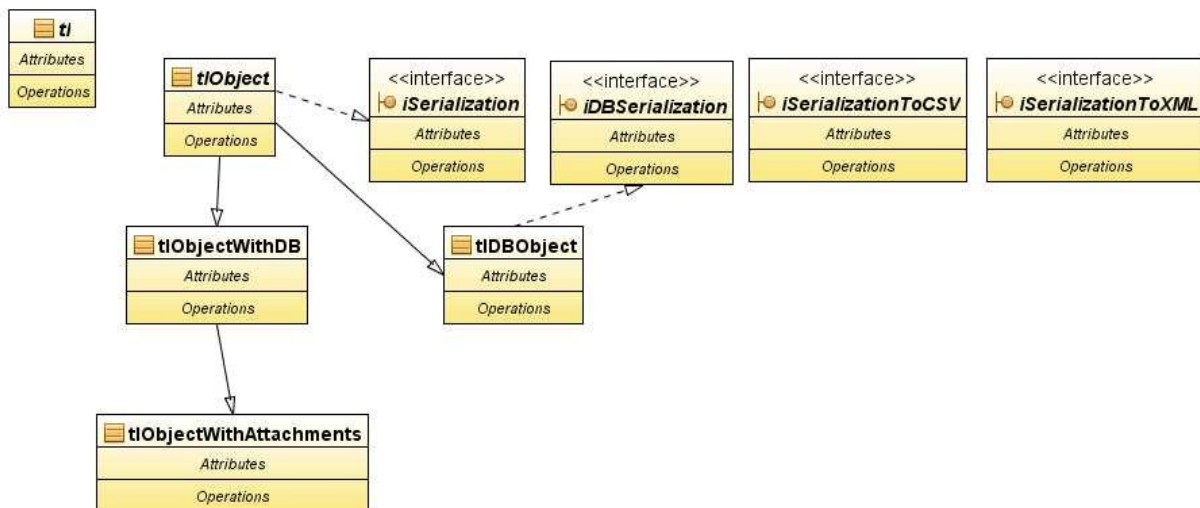 tl
Attributes
Operations
tlObject
Attributes
Operations
<<interface>>
iSerialization
Attributes
Operations
<<interface>>
iDBSerialization
Attributes
Operations
<<interface>>
iSerializationToCSV
Attributes
Operations
<<interface>>
iSerializationToXML
Attributes
Operations
tlObjectWithDB
Attributes
Operations
tlDBObject
Attributes
Operations
tlObjectWithAttachments
Attributes
Operations